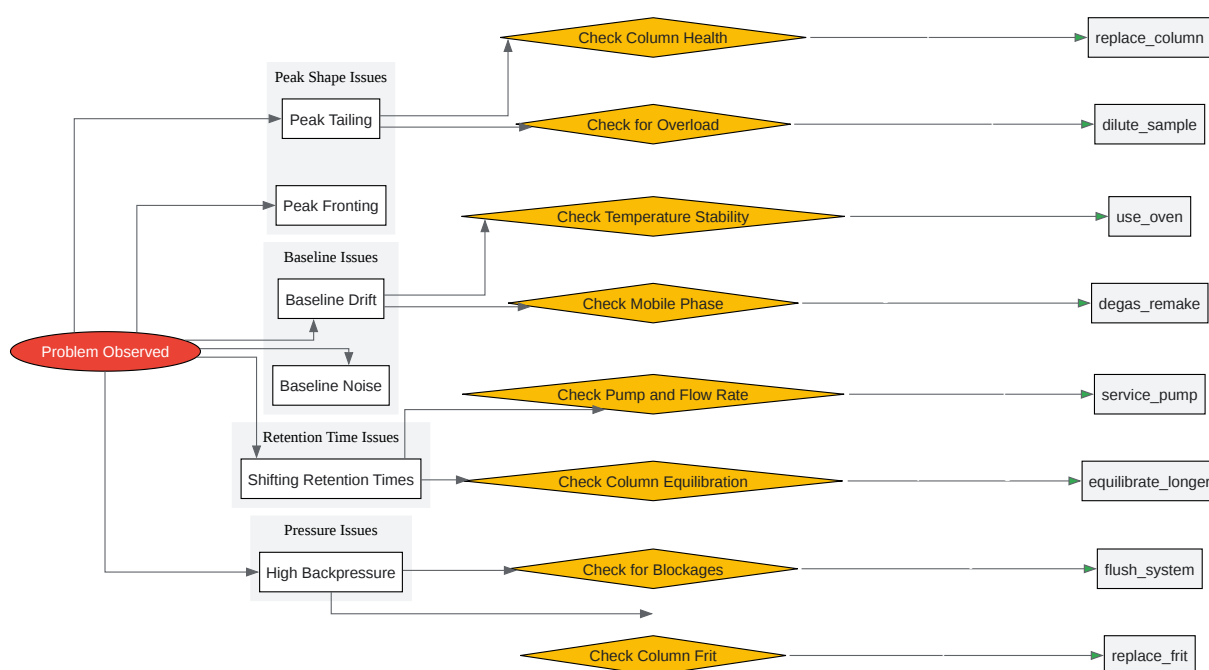 Check Column Health
replace_column
Peak Shape Issues
Peak Tailing
Check for Overload
dilute_sample
Peak Fronting
Check Temperature Stability
use_oven
Baseline Issues
Baseline Drift
Check Mobile Phase
degas_remake
Problem Observed
Baseline Noise
Check Pump and Flow Rate
service_pump
Retention Time Issues
Shifting Retention Times
Check Column Equilibration
equilibrate_longer
Pressure Issues
High Backpressure
Check for Blockages
flush_system
Check Column Frit
replace_frit